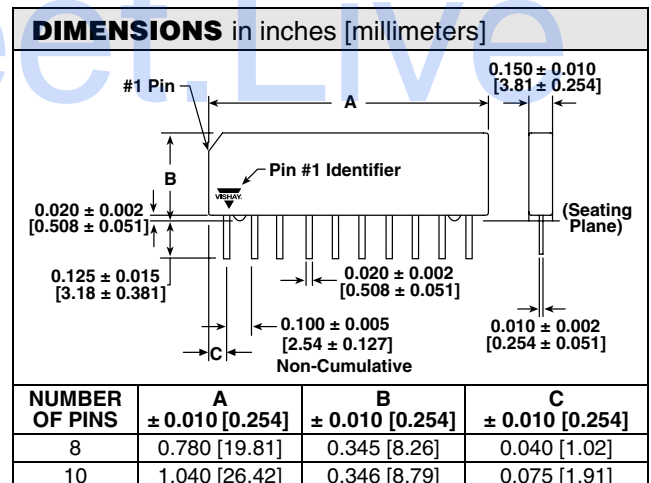 eet.Live
DIMENSIONS in inches [millimeters]
#1 Pin
A
0.150 ± 0.010
[3.81 ± 0.254]
B
Pin #1 Identifier
VISHAY
0.020 ± 0.002
[0.508 ± 0.051]
(Seating
Plane)
0.125 ± 0.015
[3.18 ± 0.381]
0.020 ± 0.002
[0.508 ± 0.051]
0.100 ± 0.005
[2.54 ± 0.127]
Non-Cumulative
C
0.010 ± 0.002
[0.254 ± 0.051]
NUMBER OF PINS A ± 0.010 [0.254] B ± 0.010 [0.254] C ± 0.010 [0.254]
8 0.780 [19.81] 0.345 [8.26] 0.040 [1.02]
10 1.040 [26.42] 0.346 [8.79] 0.075 [1.91]